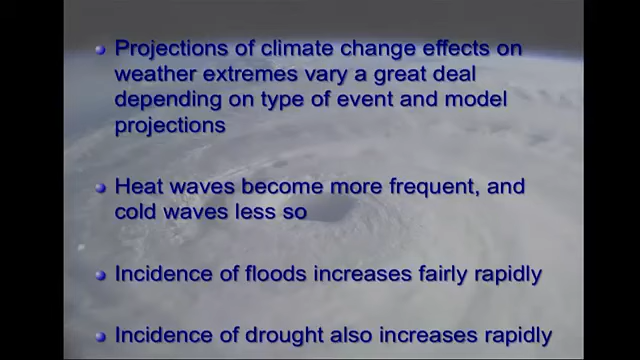 Projections of climate change effects on
weather extremes vary a great deal
depending on type of event and model
projections
Heat waves become more frequent, and
cold waves less so
Incidence of floods increases fairly rapidly
Incidence of drought also increases rapidly